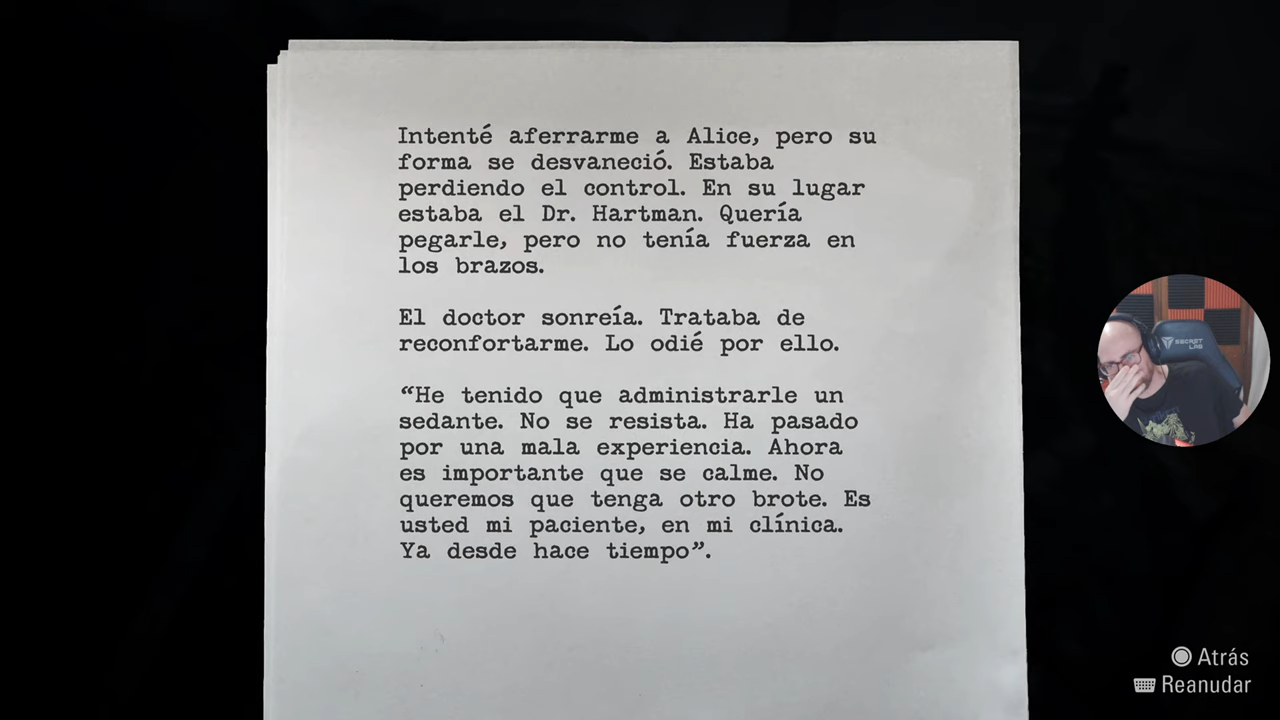 Intenté aferrarme a Alice, pero su
forma se desvaneció. Estaba
perdiendo el control. En su lugar
estaba el Dr. Hartman. Quería
pegarle, pero no tenía fuerza en
los brazos.
El doctor sonreía. Trataba de
reconfortarme. Lo odié por ello.
“He tenido que administrarle un
sedante. No se resista. Ha pasado
por una mala experiencia. Ahora
es importante que se calme. No
queremos que tenga otro brote. Es
usted mi paciente, en mi clínica.
Ya desde hace tiempo”.
SECRET
LAB
Atrás
Reanudar